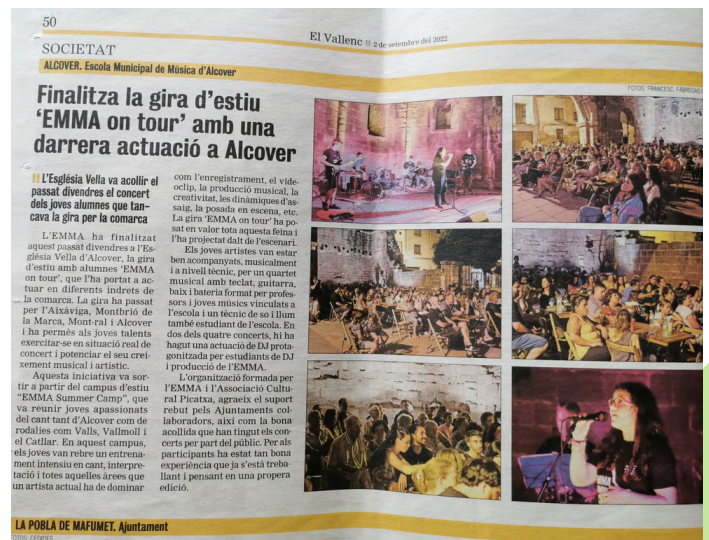 50
El Vallenc
2 de setembre del 2022
SOCIETAT
ALCOVER. Escola Municipal de Música d'Alcover
FOTOS: FRANCESC. FÀBREGAS
Finalitza la gira d'estiu
'EMMA on tour' amb una
darrera actuació a Alcover
L'Església Vella va acollir el
passat divendres el concert
dels joves alumnes que tan-
cava la gira per la comarca
L'EMMA ha finalitzat
aquest passat divendres a l'Es-
glésia Vella d'Alcover, la gira
d'estiu amb alumnes 'EMMA
on tour', que l'ha portat a ac-
tuar en diferents indrets de
la comarca. La gira ha passat
per l'Aixàviga, Montbrió de
la Marca, Mont-ral i Alcover
i ha permès als joves talents
exercitar-se en situació real de
concert i potenciar el seu crei-
xement musical i artístic.
Aquesta iniciativa va sor-
tir a partir del campus d'estiu
"EMMA Summer Camp", que
va reunir joves apassionats
del cant tant d'Alcover com de
rodalies com Valls, Vallmoll i
el Catllar. En aquest campus,
els joves van rebre un entrena-
ment intensiu en cant, interpre-
tació i totes aquelles àrees que
un artista actual ha de dominar
com l'enregistrament, el vide-
oclip, la producció musical, la
creativitat, les dinàmiques d'as-
saig, la posada en escena, etc.
La gira 'EMMA on tour' ha po-
sat en valor tota aquesta feina i
l'ha projectat dalt de l'escenari.
Els joves artistes van estar
ben acompanyats, musicalment
i a nivell tècnic, per un quartet
musical amb teclat, guitarra,
baix i bateria format per profes-
sors i joves músics vinculats a
l'escola i un tècnic de so i llum
també estudiant de l'escola. En
dos dels quatre concerts, hi ha
hagut una actuació de DJ prota-
gonitzada per estudiants de DJ
i producció de l'EMMA.
L'organització formada per
l'EMMA i l'Associació Cultu-
ral Picatxa, agraeix el suport
rebut pels Ajuntaments col·
laboradors, així com la bona
acollida que han tingut els con-
certs per part del públic. Per als
participants ha estat tan bona
experiència que ja s'està treba-
llant i pensant en una propera
edició.
LA POBLA DE MAFUMET. Ajuntament
FOTOS: CEDIDES